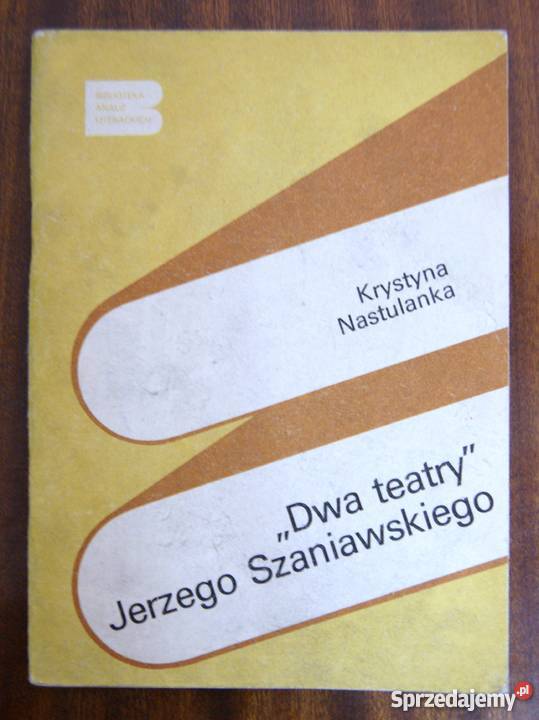 BIBLIOTEKA
ANALIZ
LITERACKICH
Krystyna
Nastulanka
„Dwa teatry”
Jerzego Szaniawskiego
Sprzedajemy.pl